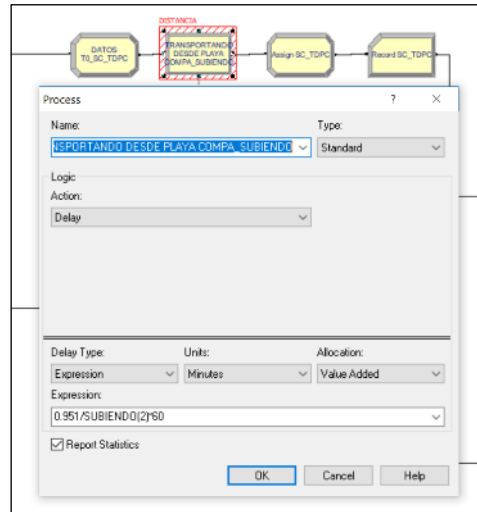 DISTANCIA
DATOS
T0_SC_TDPC
TRANSPORTANDO
DESDE PLAYA
COMPA_SUBIENDO
Assign SC_TDPC
Record SC_TDPC
Process ? ×
Name: Type:
NSPORTANDO DESDE PLAYA COMPA_SUBIENDO Standard
Logic
Action:
Delay
Delay Type: Units: Allocation:
Expression Minutes Value Added
Expression:
0.951/SUBIENDO(2)*60
Report Statistics
OK Cancel Help